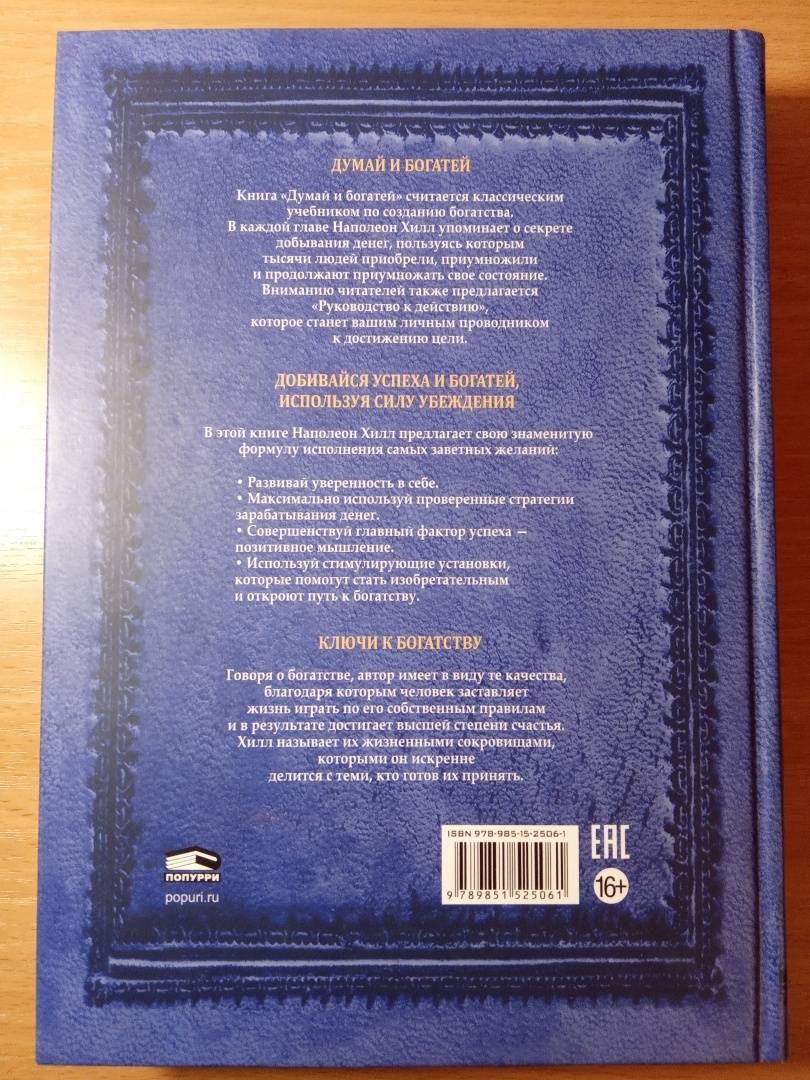 ДУМАЙ И БОГАТЕЙ
Книга «Думай и богатей» считается классическим
учебником по созданию богатства.
В каждой главе Наполеон Хилл упоминает о секрете
добывания денег, пользуясь которым
тысячи людей приобрели, приумножили
и продолжают приумножать свое состояние.
Вниманию читателей также предлагается
«Руководство к действию»,
которое станет вашим личным проводником
к достижению цели.
ДОБИВАЙСЯ УСПЕХА И БОГАТЕЙ,
ИСПОЛЬЗУЯ СИЛУ УБЕЖДЕНИЯ
В этой книге Наполеон Хилл предлагает свою знаменитую
формулу исполнения самых заветных желаний:
• Развивай уверенность в себе.
• Максимально используй проверенные стратегии
зарабатывания денег.
• Совершенствуй главный фактор успеха —
позитивное мышление.
• Используй стимулирующие установки,
которые помогут стать изобретательным
и откроют путь к богатству.
КЛЮЧИ К БОГАТСТВУ
Говоря о богатстве, автор имеет в виду те качества,
благодаря которым человек заставляет
жизнь играть по его собственным правилам
и в результате достигает высшей степени счастья.
Хилл называет их жизненными сокровищами,
которыми он искренне
делится с теми, кто готов их принять.
ПОПУРРИ
popuri.ru
ISBN 978-985-15-2506-1
9 789851 525061
EAC
16+